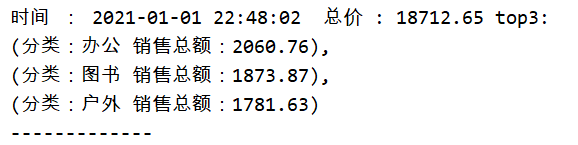 时间 : 2021-01-01 22:48:02 总价 : 18712.65 top3:
(分类：办公 销售总额：2060.76),
(分类：图书 销售总额：1873.87),
(分类：户外 销售总额：1781.63)
-------------